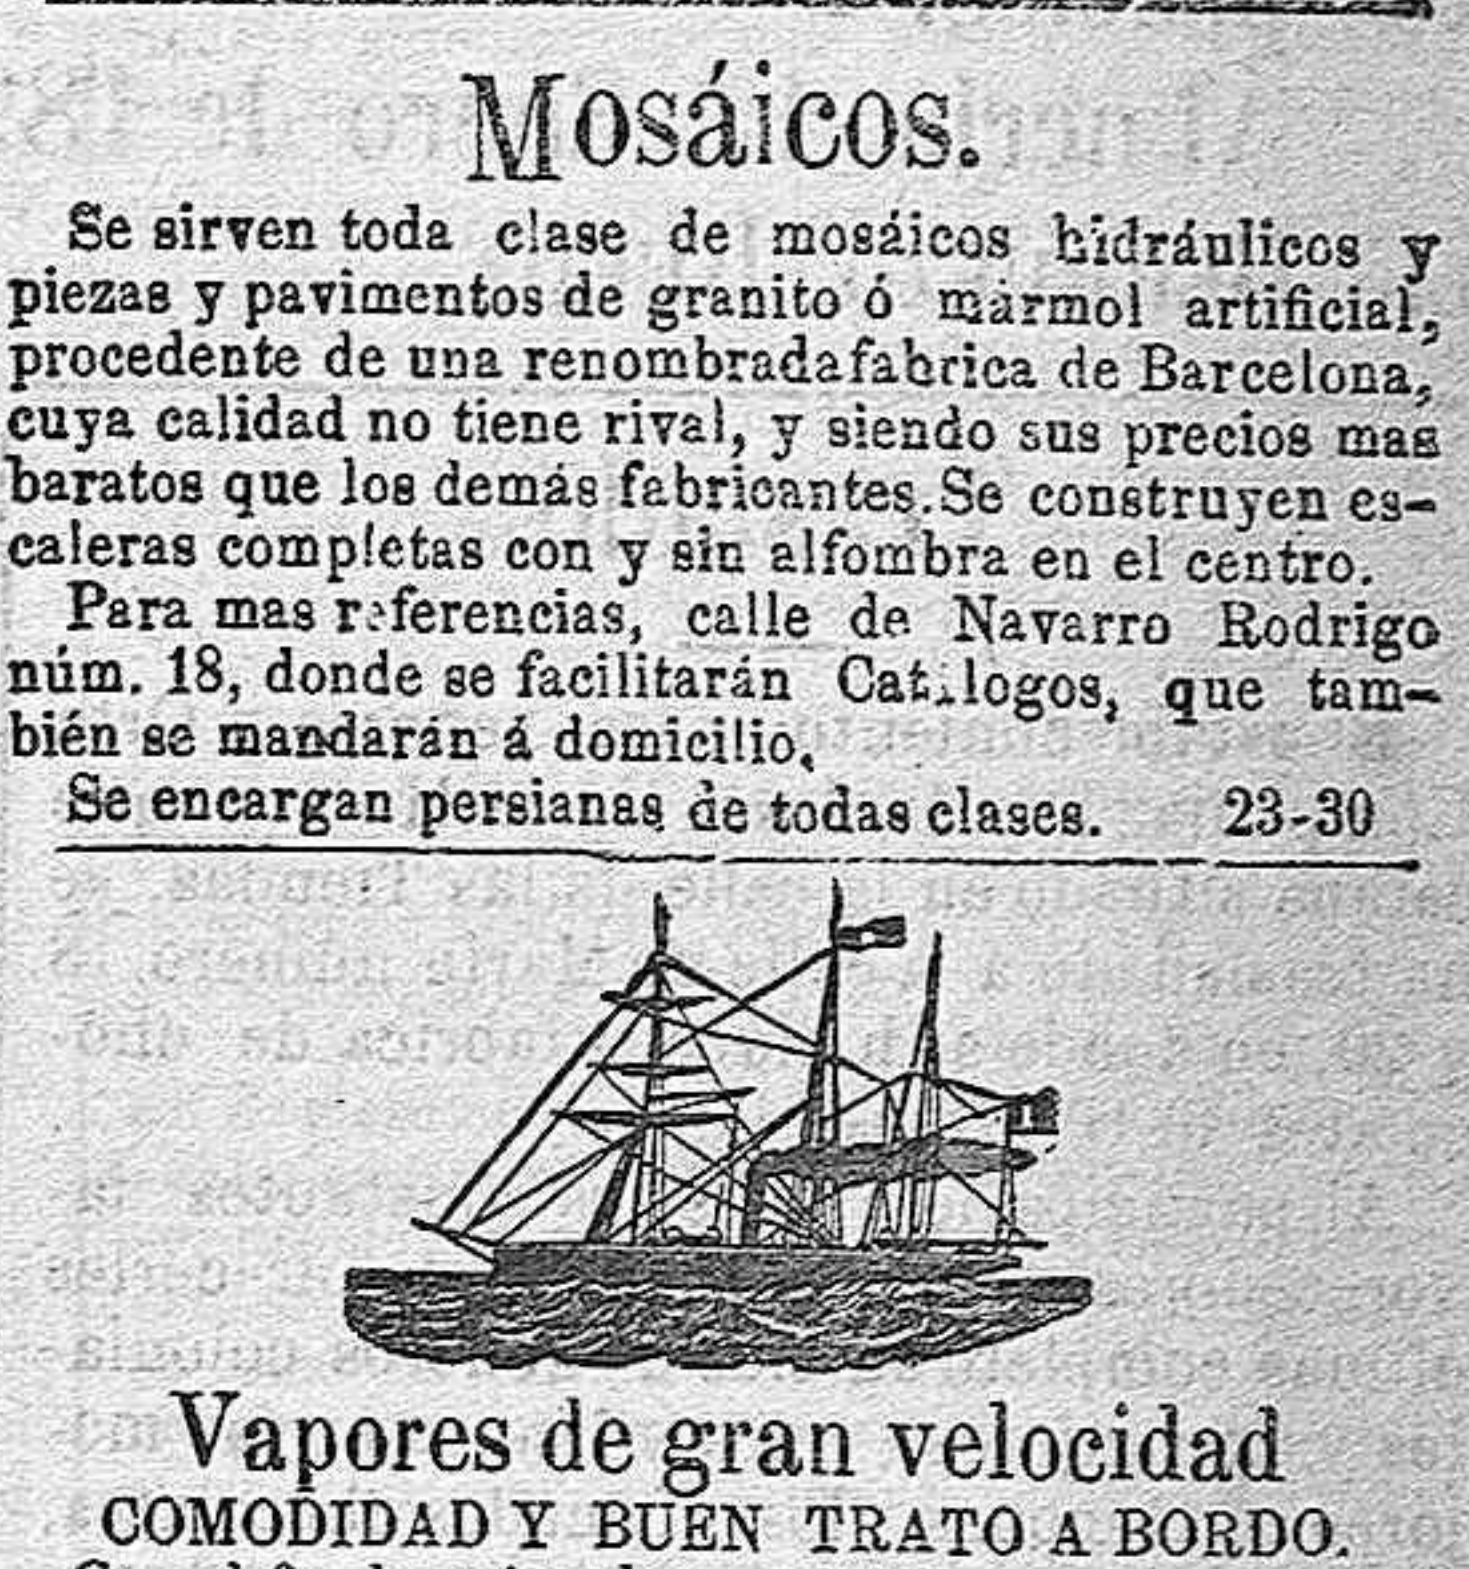 Mosáicos.
Se sirven toda clase de mosáicos hidráulicos y
piezas y pavimentos de granito ó mármol artificial,
procedente de una renombrada fabrica de Barcelona,
cuya calidad no tiene rival, y siendo sus precios mas
baratos que los demás fabricantes. Se construyen es-
caleras completas con y sin alfombra en el centro.
Para mas referencias, calle de Navarro Rodrigo
núm. 18, donde se facilitarán Catálogos, que tam-
bién se mandarán á domicilio.
Se encargan persianas de todas clases. 23-30
Vapores de gran velocidad
COMODIDAD Y BUEN TRATO A BORDO.